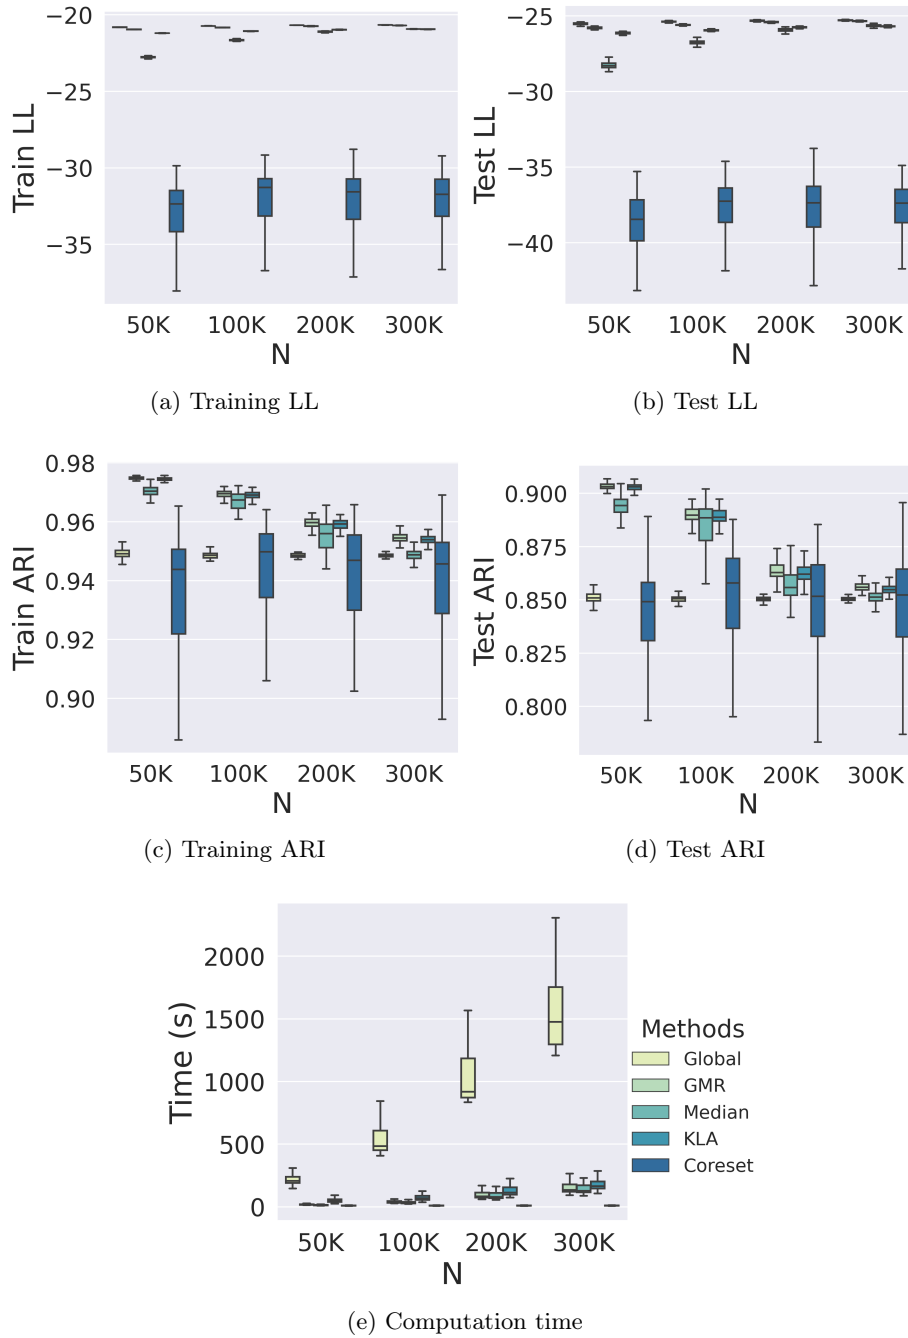 −20
−25
−30
−35
Train LL
50K 100K 200K 300K
N
(a) Training LL
−25
−30
−35
−40
Test LL
50K 100K 200K 300K
N
(b) Test LL
0.98
0.96
0.94
0.92
0.90
Train ARI
50K 100K 200K 300K
N
(c) Training ARI
0.900
0.875
0.850
0.825
0.800
Test ARI
50K 100K 200K 300K
N
(d) Test ARI
2000
1500
1000
500
0
Time (s)
50K 100K 200K 300K
N
Methods
Global
GMR
Median
KLA
Coreset
(e) Computation time